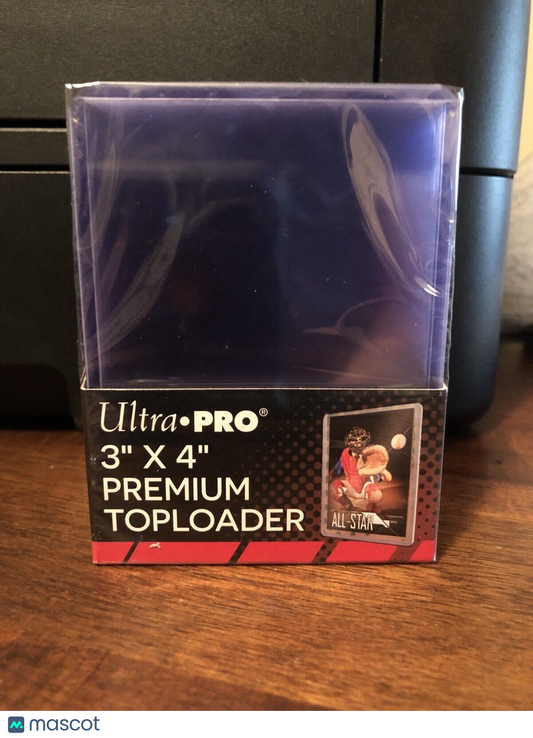 Ultra•PRO®
3" X 4"
PREMIUM
TOPLOADER
ALL-STAR
mascot